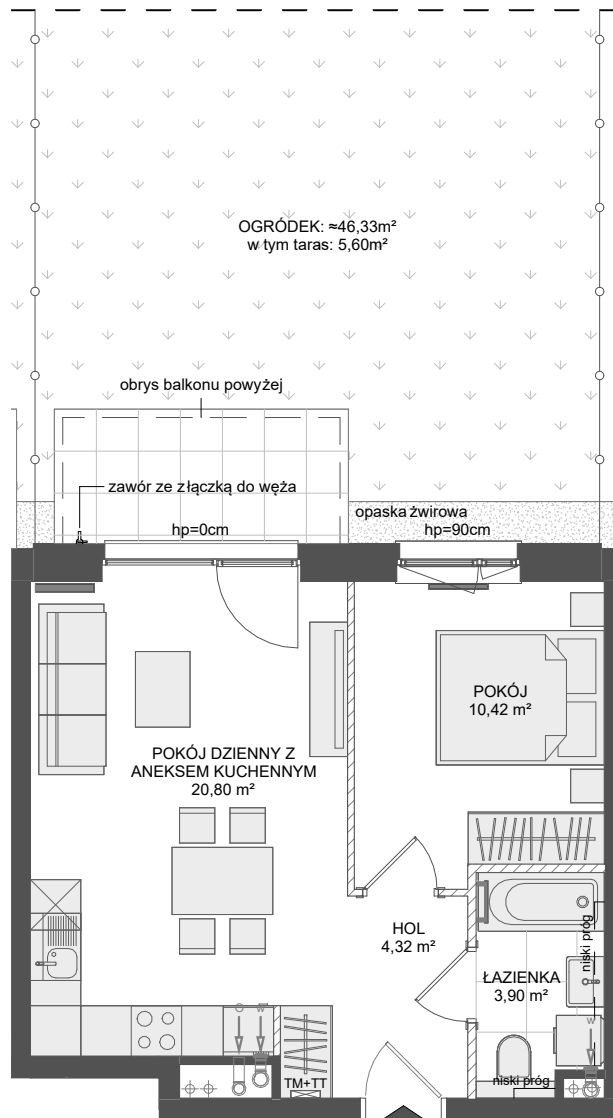 OGRÓDEK: ≈46,33m²
w tym taras: 5,60m²
obrys balkonu powyżej
zawór ze złączką do węża
opaska żwirowa
hp=0cm
hp=90cm
POKÓJ
10,42 m²
POKÓJ DZIENNY Z
ANEKSEM KUCHENNYM
20,80 m²
HOL
4,32 m²
niski próg
ŁAZIENKA
3,90 m²
TM+TT
niski próg